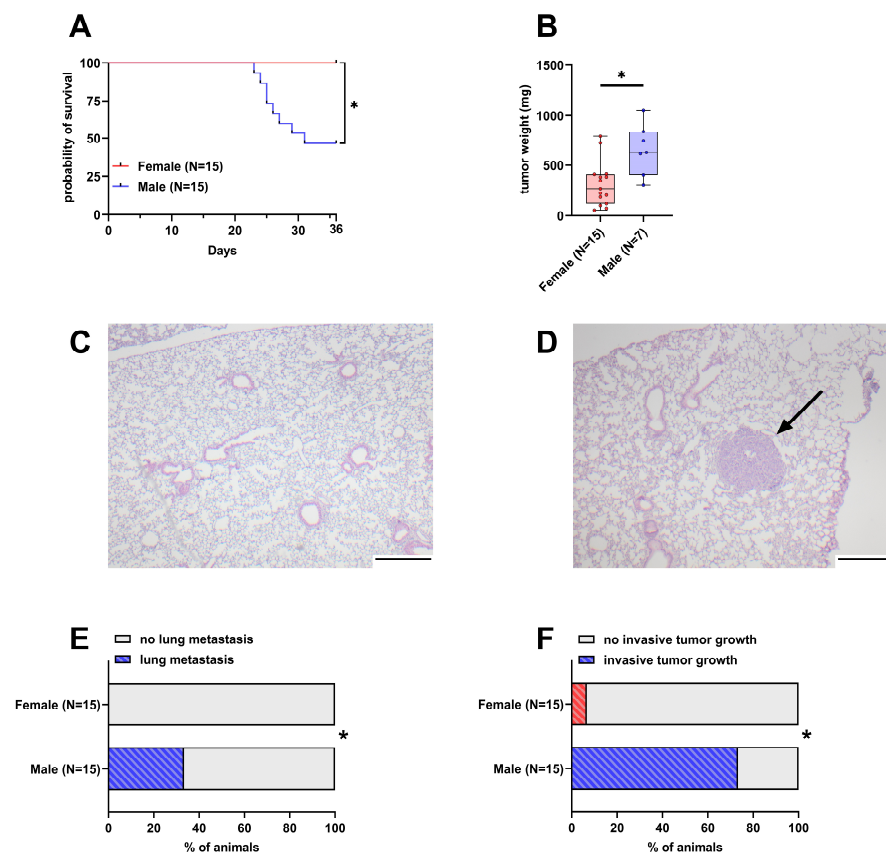 A
probability of survival
100
75
50
25
0
0
10
20
30
36
Days
Female (N=15)
Male (N=15)
*
B
tumor weight (mg)
1500
1000
500
0
*
Female (N=15)
Male (N=7)
C
D
E
no lung metastasis
lung metastasis
Female (N=15)
Male (N=15)
*
0
20
40
60
80
100
% of animals
F
no invasive tumor growth
invasive tumor growth
Female (N=15)
Male (N=15)
*
0
20
40
60
80
100
% of animals